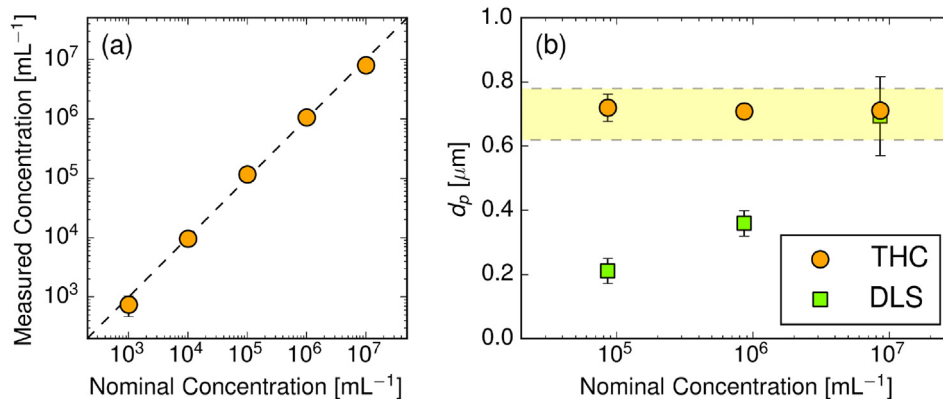 (a)
Measured Concentration [mL⁻¹]
10⁷
10⁶
10⁵
10⁴
10³
10³ 10⁴ 10⁵ 10⁶ 10⁷
Nominal Concentration [mL⁻¹]
(b)
dₚ [μm]
1.0
0.8
0.6
0.4
0.2
0.0
THC
DLS
10⁵ 10⁶ 10⁷
Nominal Concentration [mL⁻¹]